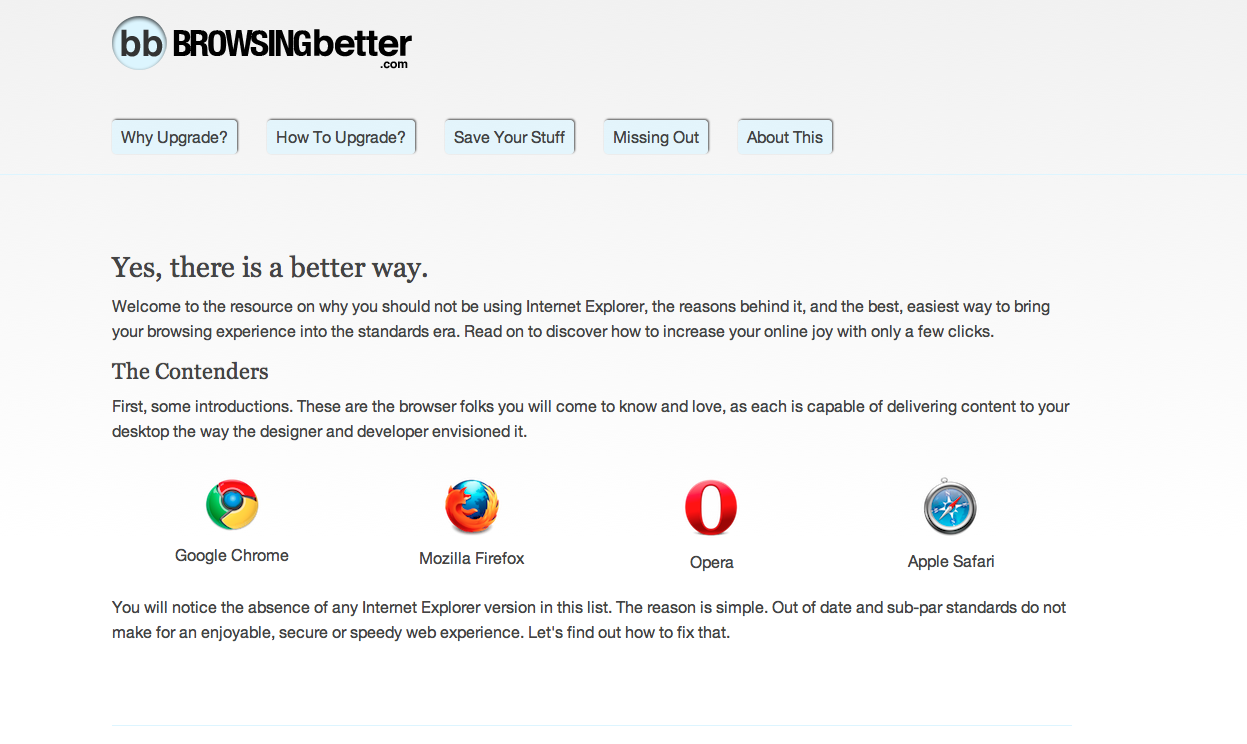 bb BROWSINGbetter
.com
Why Upgrade? How To Upgrade? Save Your Stuff Missing Out About This
Yes, there is a better way.
Welcome to the resource on why you should not be using Internet Explorer, the reasons behind it, and the best, easiest way to bring
your browsing experience into the standards era. Read on to discover how to increase your online joy with only a few clicks.
The Contenders
First, some introductions. These are the browser folks you will come to know and love, as each is capable of delivering content to your
desktop the way the designer and developer envisioned it.
Google Chrome Mozilla Firefox Opera Apple Safari
You will notice the absence of any Internet Explorer version in this list. The reason is simple. Out of date and sub-par standards do not
make for an enjoyable, secure or speedy web experience. Let's find out how to fix that.